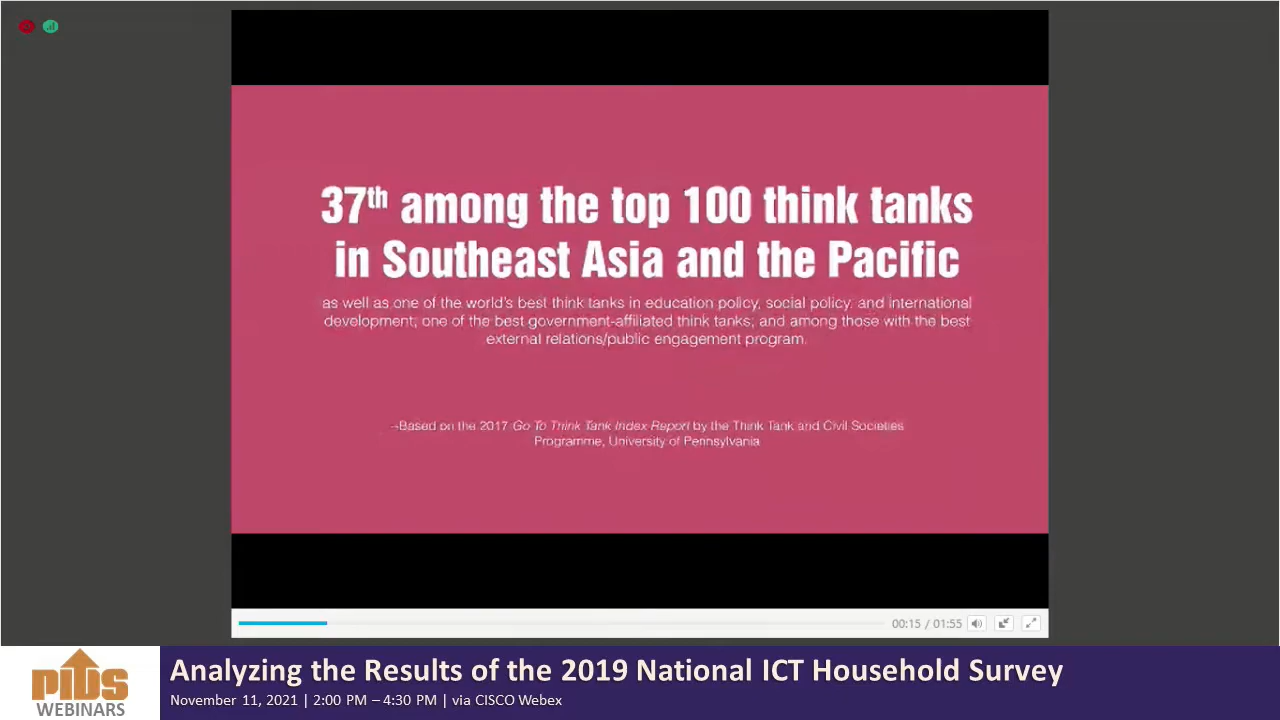 37th among the top 100 think tanks
in Southeast Asia and the Pacific
as well as one of the world's best think tanks in education policy, social policy, and international
development; one of the best government-affiliated think tanks; and among those with the best
external relations/public engagement program.
–Based on the 2017 Go To Think Tank Index Report by the Think Tank and Civil Societies
Programme, University of Pennsylvania
00:15 / 01:55
PIDS
WEBINARS
Analyzing the Results of the 2019 National ICT Household Survey
November 11, 2021 | 2:00 PM – 4:30 PM | via CISCO Webex